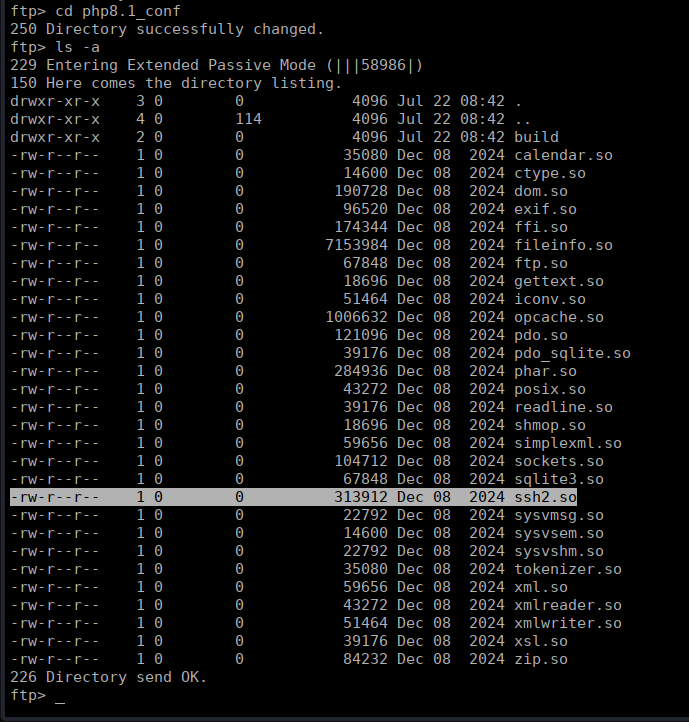 ftp> cd php8.1_conf
250 Directory successfully changed.
ftp> ls -a
229 Entering Extended Passive Mode (|||58986|)
150 Here comes the directory listing.
drwxr-xr-x    3 0        0            4096 Jul 22 08:42 .
drwxr-xr-x    4 0        114          4096 Jul 22 08:42 ..
drwxr-xr-x    2 0        0            4096 Jul 22 08:42 build
-rw-r--r--    1 0        0           35080 Dec 08  2024 calendar.so
-rw-r--r--    1 0        0           14600 Dec 08  2024 ctype.so
-rw-r--r--    1 0        0          190728 Dec 08  2024 dom.so
-rw-r--r--    1 0        0           96520 Dec 08  2024 exif.so
-rw-r--r--    1 0        0          174344 Dec 08  2024 ffi.so
-rw-r--r--    1 0        0         7153984 Dec 08  2024 fileinfo.so
-rw-r--r--    1 0        0           67848 Dec 08  2024 ftp.so
-rw-r--r--    1 0        0           18696 Dec 08  2024 gettext.so
-rw-r--r--    1 0        0           51464 Dec 08  2024 iconv.so
-rw-r--r--    1 0        0         1006632 Dec 08  2024 opcache.so
-rw-r--r--    1 0        0          121096 Dec 08  2024 pdo.so
-rw-r--r--    1 0        0           39176 Dec 08  2024 pdo_sqlite.so
-rw-r--r--    1 0        0          284936 Dec 08  2024 phar.so
-rw-r--r--    1 0        0           43272 Dec 08  2024 posix.so
-rw-r--r--    1 0        0           39176 Dec 08  2024 readline.so
-rw-r--r--    1 0        0           18696 Dec 08  2024 shmop.so
-rw-r--r--    1 0        0           59656 Dec 08  2024 simplexml.so
-rw-r--r--    1 0        0          104712 Dec 08  2024 sockets.so
-rw-r--r--    1 0        0           67848 Dec 08  2024 sqlite3.so
-rw-r--r--    1 0        0          313912 Dec 08  2024 ssh2.so
-rw-r--r--    1 0        0           22792 Dec 08  2024 sysvmsg.so
-rw-r--r--    1 0        0           14600 Dec 08  2024 sysvsem.so
-rw-r--r--    1 0        0           22792 Dec 08  2024 sysvshm.so
-rw-r--r--    1 0        0           35080 Dec 08  2024 tokenizer.so
-rw-r--r--    1 0        0           59656 Dec 08  2024 xml.so
-rw-r--r--    1 0        0           43272 Dec 08  2024 xmlreader.so
-rw-r--r--    1 0        0           51464 Dec 08  2024 xmlwriter.so
-rw-r--r--    1 0        0           39176 Dec 08  2024 xsl.so
-rw-r--r--    1 0        0           84232 Dec 08  2024 zip.so
226 Directory send OK.
ftp> _